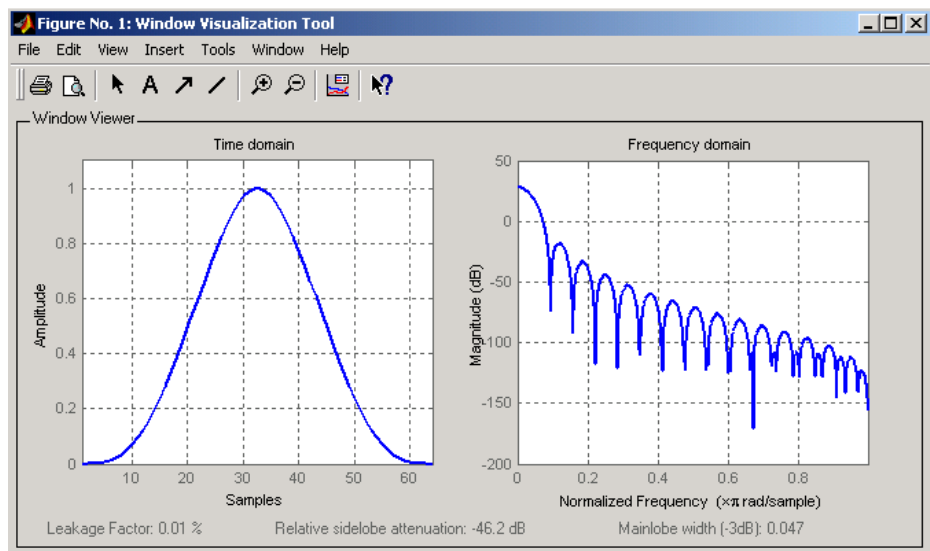 Figure No. 1: Window Visualization Tool
File Edit View Insert Tools Window Help
A
Window Viewer
Time domain
Amplitude
1
0.8
0.6
0.4
0.2
0
10 20 30 40 50 60
Samples
Frequency domain
Magnitude (dB)
50
0
-50
-100
-150
-200
0 0.2 0.4 0.6 0.8
Normalized Frequency (×π rad/sample)
Leakage Factor: 0.01 % Relative sidelobe attenuation: -46.2 dB Mainlobe width (-3dB): 0.047